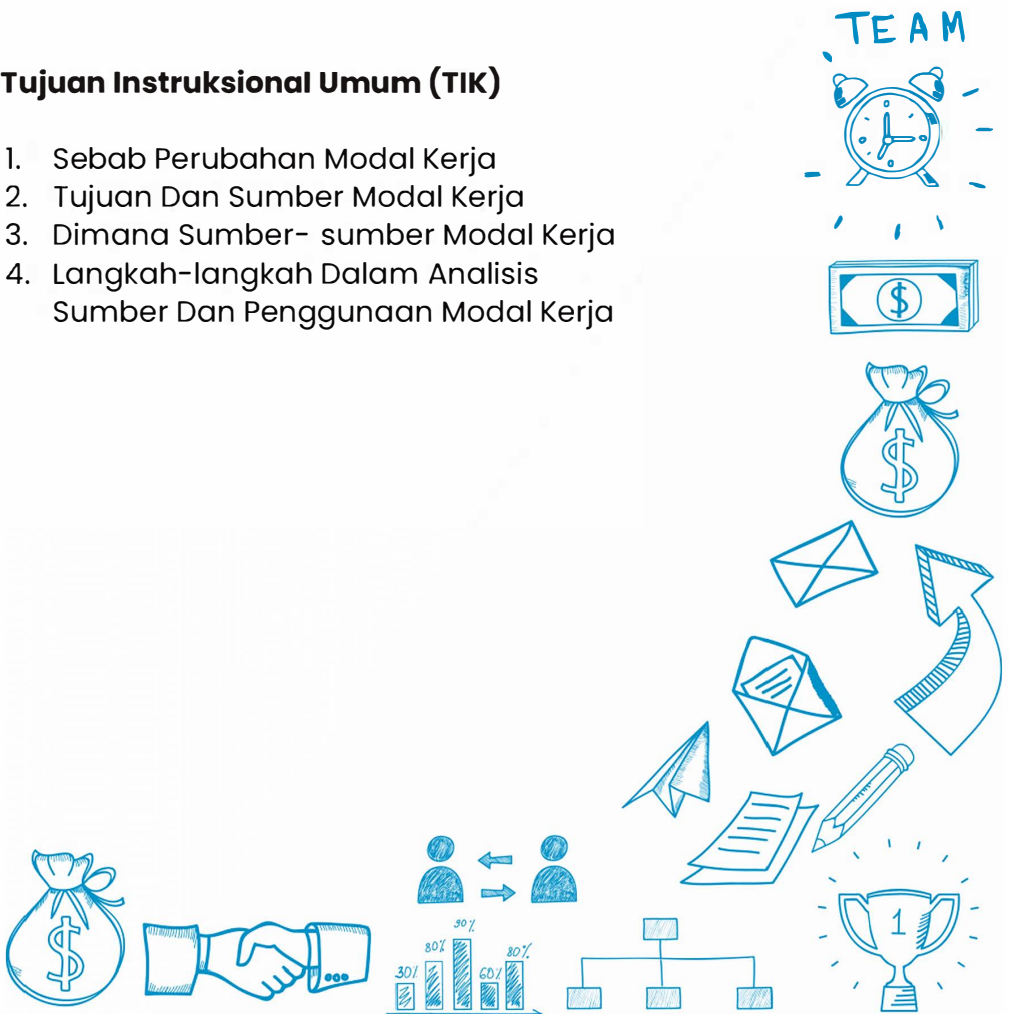 TEAM
Tujuan Instruksional Umum (TIK)
1. Sebab Perubahan Modal Kerja
2. Tujuan Dan Sumber Modal Kerja
3. Dimana Sumber- sumber Modal Kerja
4. Langkah-langkah Dalam Analisis
Sumber Dan Penggunaan Modal Kerja
$
$
1
$
30%
80%
90%
60%
80%